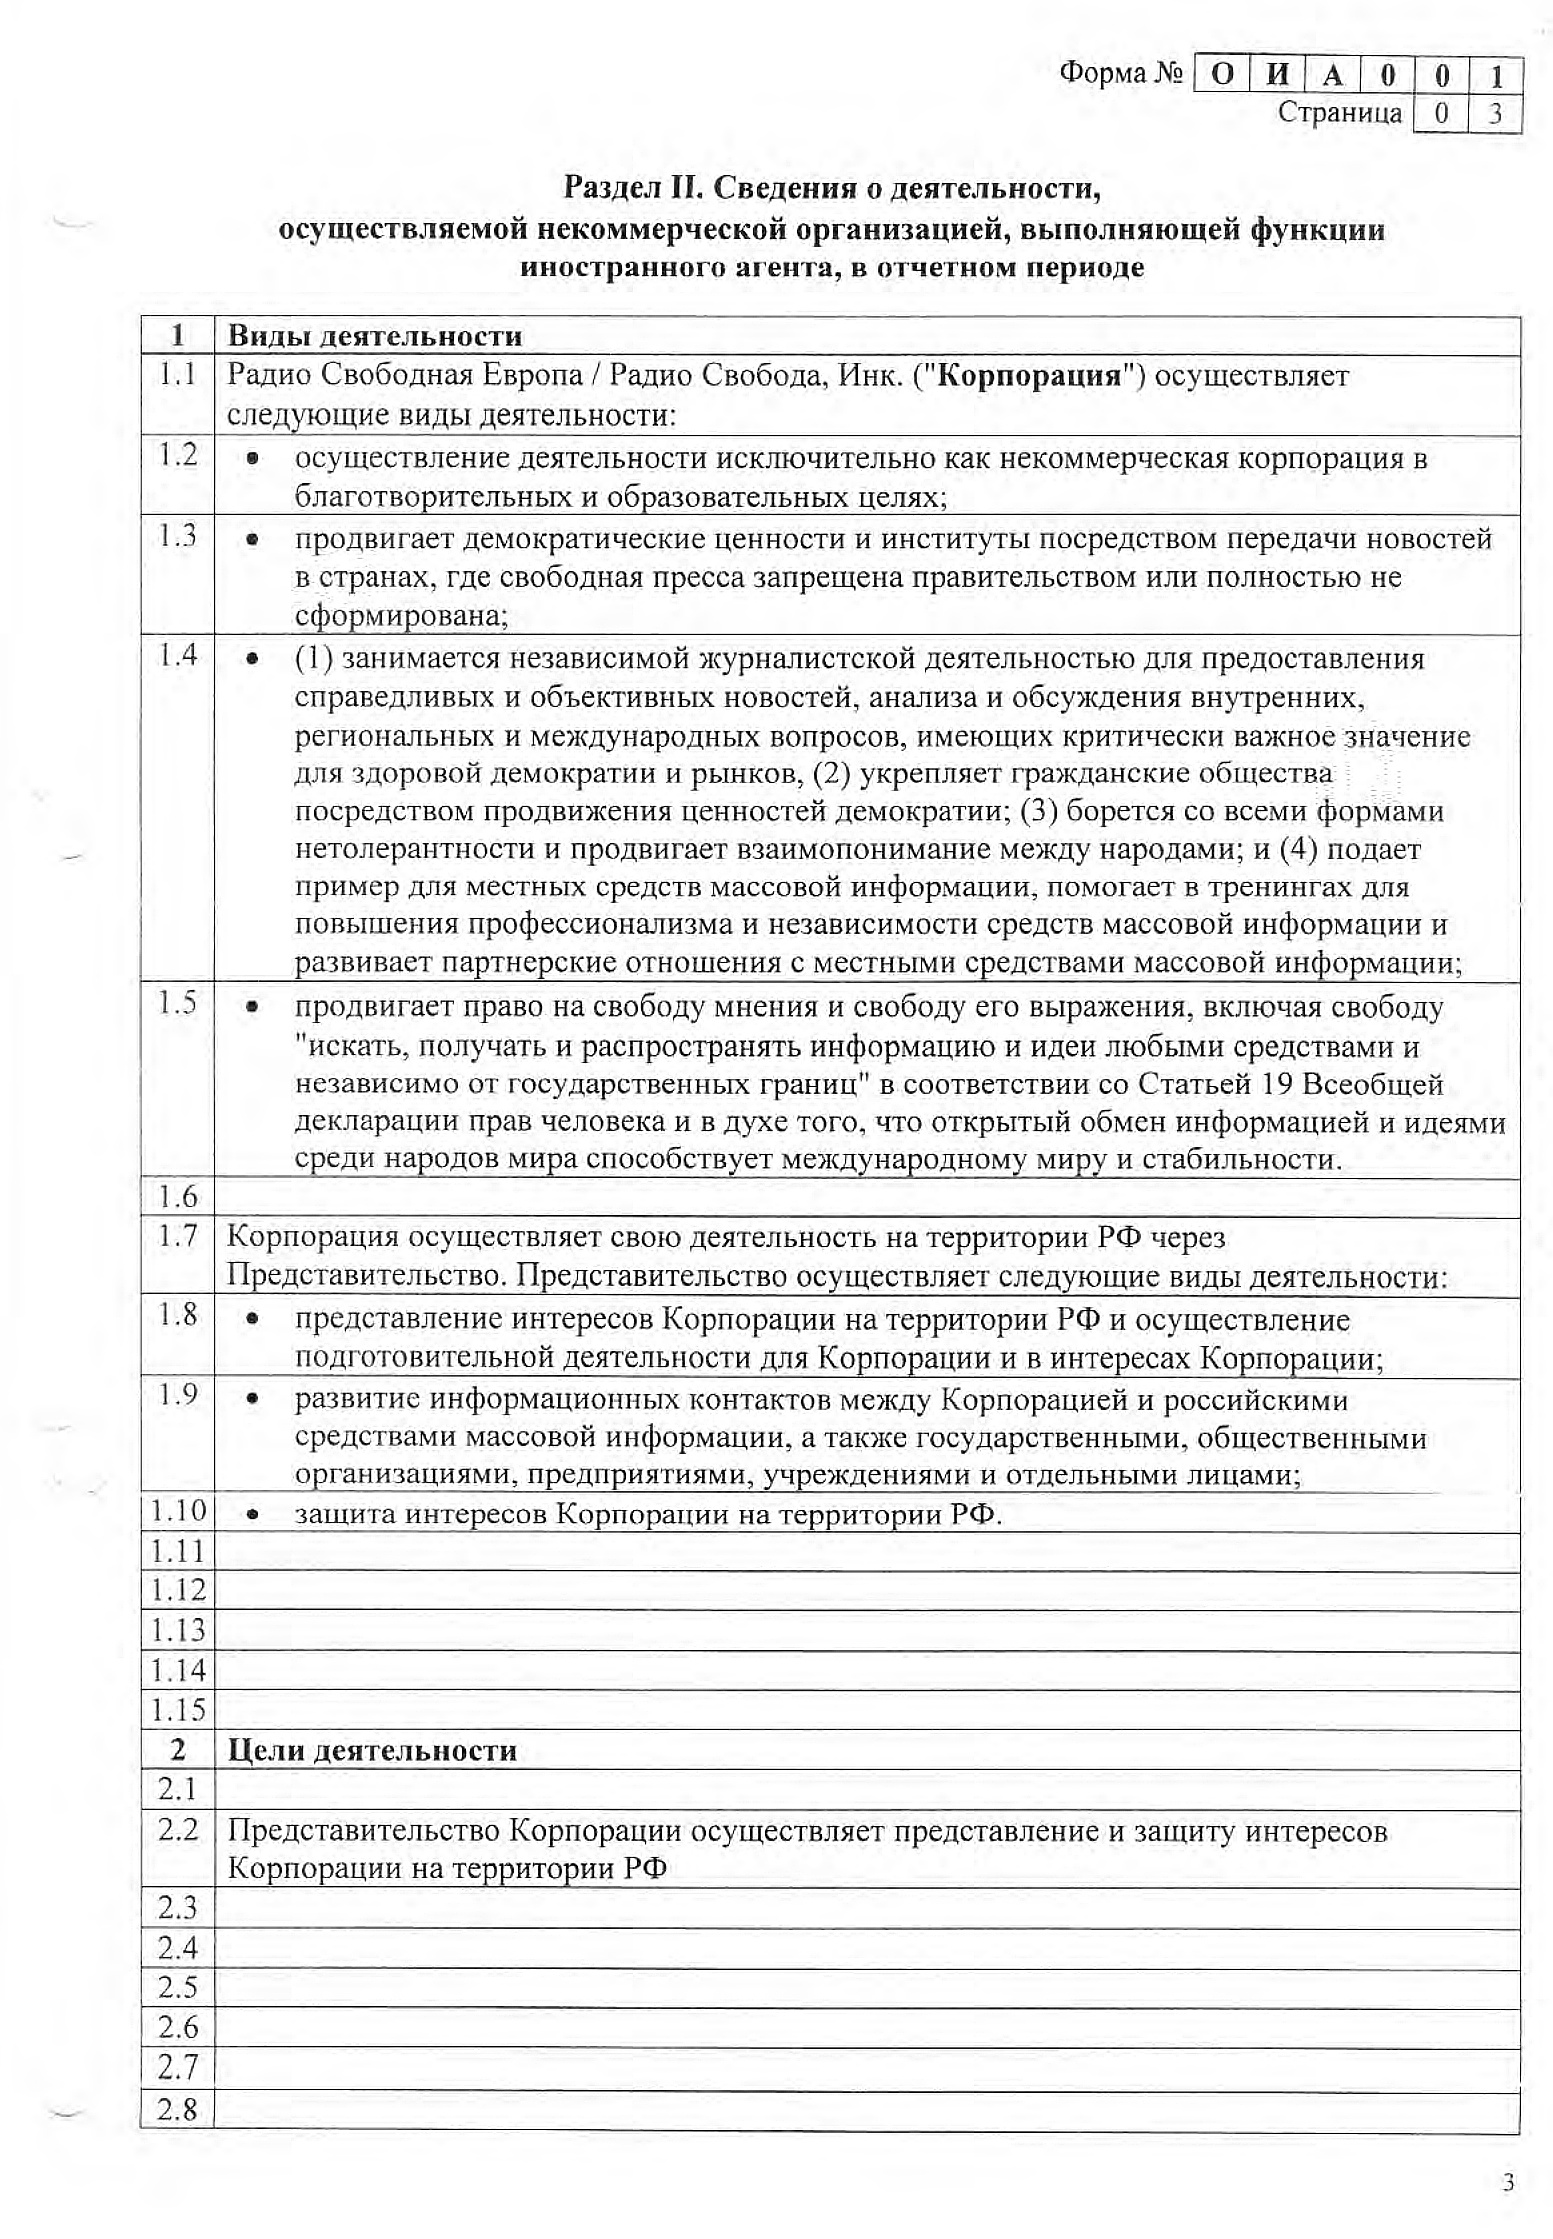 Форма № О И А 0 0 1
Страница 0 3
Раздел II. Сведения о деятельности,
осуществляемой некоммерческой организацией, выполняющей функции
иностранного агента, в отчетном периоде
1 Виды деятельности
1.1 Радио Свободная Европа / Радио Свобода, Инк. ("Корпорация") осуществляет
следующие виды деятельности:
1.2 • осуществление деятельности исключительно как некоммерческая корпорация в
благотворительных и образовательных целях;
1.3 • продвигает демократические ценности и институты посредством передачи новостей
в странах, где свободная пресса запрещена правительством или полностью не
сформирована;
1.4 • (1) занимается независимой журналистской деятельностью для предоставления
справедливых и объективных новостей, анализа и обсуждения внутренних,
региональных и международных вопросов, имеющих критически важное значение
для здоровой демократии и рынков, (2) укрепляет гражданские общества
посредством продвижения ценностей демократии; (3) борется со всеми формами
нетолерантности и продвигает взаимопонимание между народами; и (4) подает
пример для местных средств массовой информации, помогает в тренингах для
повышения профессионализма и независимости средств массовой информации и
развивает партнерские отношения с местными средствами массовой информации;
1.5 • продвигает право на свободу мнения и свободу его выражения, включая свободу
"искать, получать и распространять информацию и идеи любыми средствами и
независимо от государственных границ" в соответствии со Статьей 19 Всеобщей
декларации прав человека и в духе того, что открытый обмен информацией и идеями
среди народов мира способствует международному миру и стабильности.
1.6
1.7 Корпорация осуществляет свою деятельность на территории РФ через
Представительство. Представительство осуществляет следующие виды деятельности:
1.8 • представление интересов Корпорации на территории РФ и осуществление
подготовительной деятельности для Корпорации и в интересах Корпорации;
1.9 • развитие информационных контактов между Корпорацией и российскими
средствами массовой информации, а также государственными, общественными
организациями, предприятиями, учреждениями и отдельными лицами;
1.10 • защита интересов Корпорации на территории РФ.
1.11
1.12
1.13
1.14
1.15
2 Цели деятельности
2.1
2.2 Представительство Корпорации осуществляет представление и защиту интересов
Корпорации на территории РФ
2.3
2.4
2.5
2.6
2.7
2.8
3